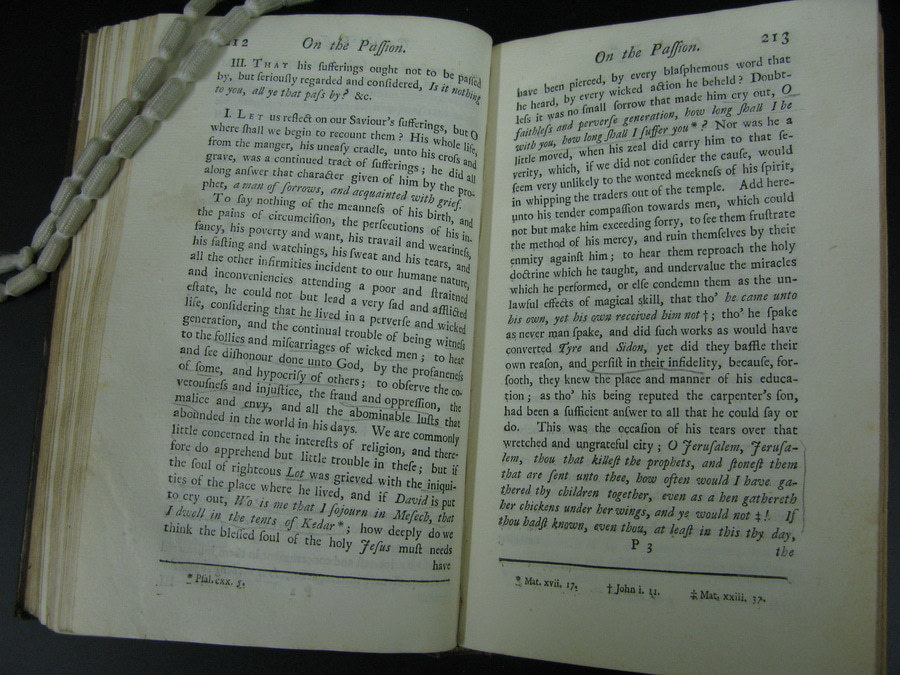 212
On the Paſſion.
III. THAT his ſufferings ought not to be paſſed
by, but ſeriouſly regarded and conſidered, Is it nothing
to you, all ye that paſs by? &c.
I. LET us reflect on our Saviour's ſufferings, but O
where ſhall we begin to recount them? His whole life,
from the manger, his uneaſy cradle, unto his croſs and
grave, was a continued tract of ſufferings; he did all
along anſwer that character given of him by the pro-
phet, a man of ſorrows, and acquainted with grief.
To ſay nothing of the meanneſs of his birth, and
the pains of circumciſion, the perſecutions of his in-
fancy, his poverty and want, his travail and wearineſs,
his faſting and watchings, his ſweat and his tears, and
all the other infirmities incident to our humane nature,
and inconveniencies attending a poor and ſtraitned
eſtate, he could not but lead a very ſad and afflicted
life, conſidering that he lived in a perverſe and wicked
generation, and the continual trouble of being witneſs
to the follies and miſcarriages of wicked men; to hear
and ſee diſhonour done unto God, by the profaneneſs
of ſome, and hypocriſy of others; to obſerve the co-
vetouſneſs and injuſtice, the fraud and oppreſſion, the
malice and envy, and all the abominable luſts that
abounded in the world in his days. We are commonly
little concerned in the intereſts of religion, and there-
fore do apprehend but little trouble in theſe; but if
the ſoul of righteous Lot was grieved with the iniqui-
ties of the place where he lived, and if David is put
to cry out, Wo is me that I ſojourn in Meſech, that
I dwell in the tents of Kedar*; how deeply do we
think the bleſſed ſoul of the holy Jeſus muſt needs
have
* Pſal. cxx. 5.
On the Paſſion.
213
have been pierced, by every blaſphemous word that
he heard, by every wicked action he beheld? Doubt-
leſs it was no ſmall ſorrow that made him cry out, O
faithleſs and perverſe generation, how long ſhall I be
with you, how long ſhall I ſuffer you*? Nor was he a
little moved, when his zeal did carry him to that ſe-
verity, which, if we did not conſider the cauſe, would
ſeem very unlikely to the wonted meekneſs of his ſpirit,
in whipping the traders out of the temple. Add here-
unto his tender compaſſion towards men, which could
not but make him exceeding ſorry, to ſee them fruſtrate
the method of his mercy, and ruin themſelves by their
enmity againſt him; to hear them reproach the holy
doctrine which he taught, and undervalue the miracles
which he performed, or elſe condemn them as the un-
lawful effects of magical ſkill, that tho' he came unto
his own, yet his own received him not†; tho' he ſpake
as never man ſpake, and did ſuch works as would have
converted Tyre and Sidon, yet did they baffle their
own reaſon, and perſiſt in their infidelity, becauſe, for-
ſooth, they knew the place and manner of his educa-
tion; as tho' his being reputed the carpenter's ſon,
had been a ſufficient anſwer to all that he could ſay or
do. This was the occaſion of his tears over that
wretched and ungrateful city; O Jeruſalem, Jeruſa-
lem, thou that killeſt the prophets, and ſtoneſt them
that are ſent unto thee, how often would I have ga-
thered thy children together, even as a hen gathereth
her chickens under her wings, and ye would not ‡! If
thou hadſt known, even thou, at leaſt in this thy day,
P 3
the
* Mat. xvii. 17. † John i. 11. ‡ Mat. xxiii. 37.